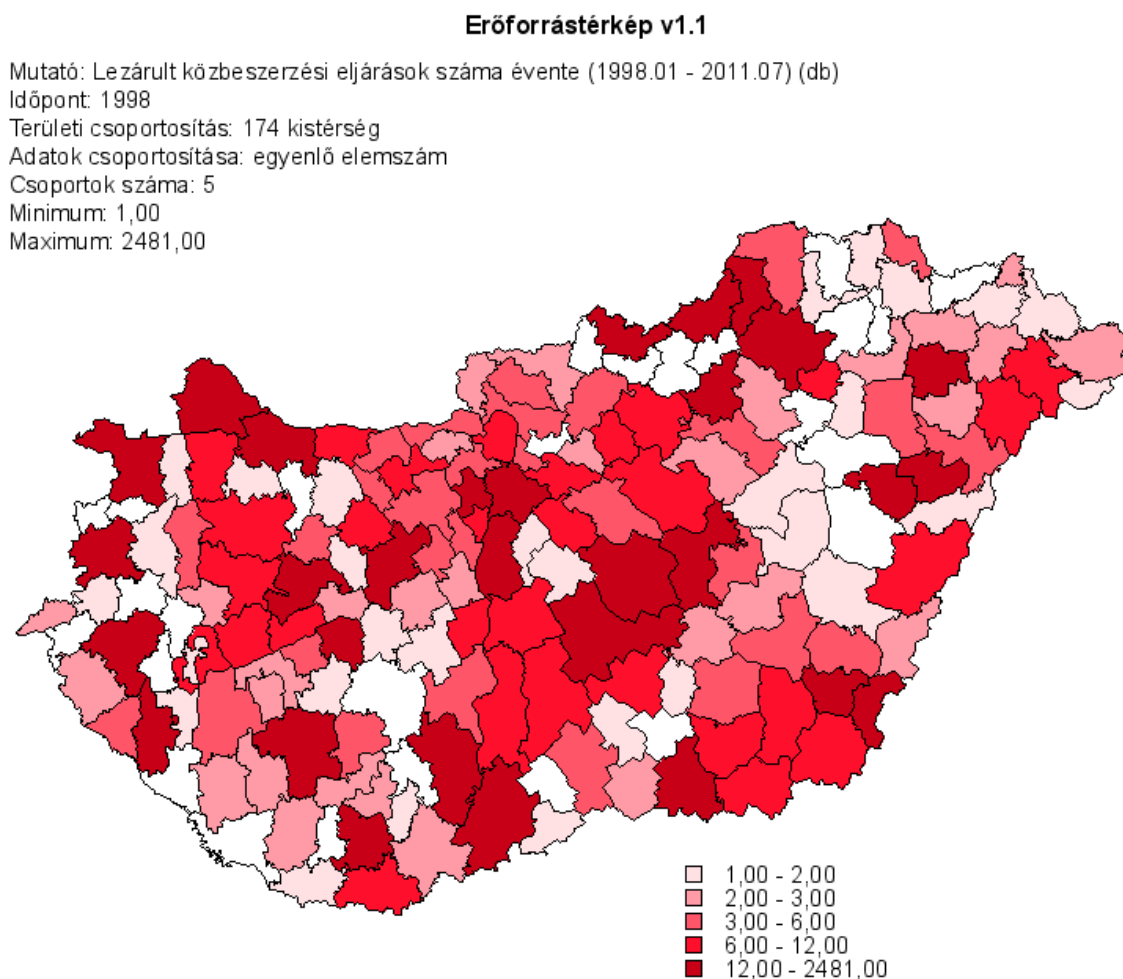 Erőforrástérkép v1.1
Mutató: Lezárult közbeszerzési eljárások száma évente (1998.01 - 2011.07) (db)
Időpont: 1998
Területi csoportosítás: 174 kistérség
Adatok csoportosítása: egyenlő elemszám
Csoportok száma: 5
Minimum: 1,00
Maximum: 2481,00
1,00 - 2,00
2,00 - 3,00
3,00 - 6,00
6,00 - 12,00
12,00 - 2481,00